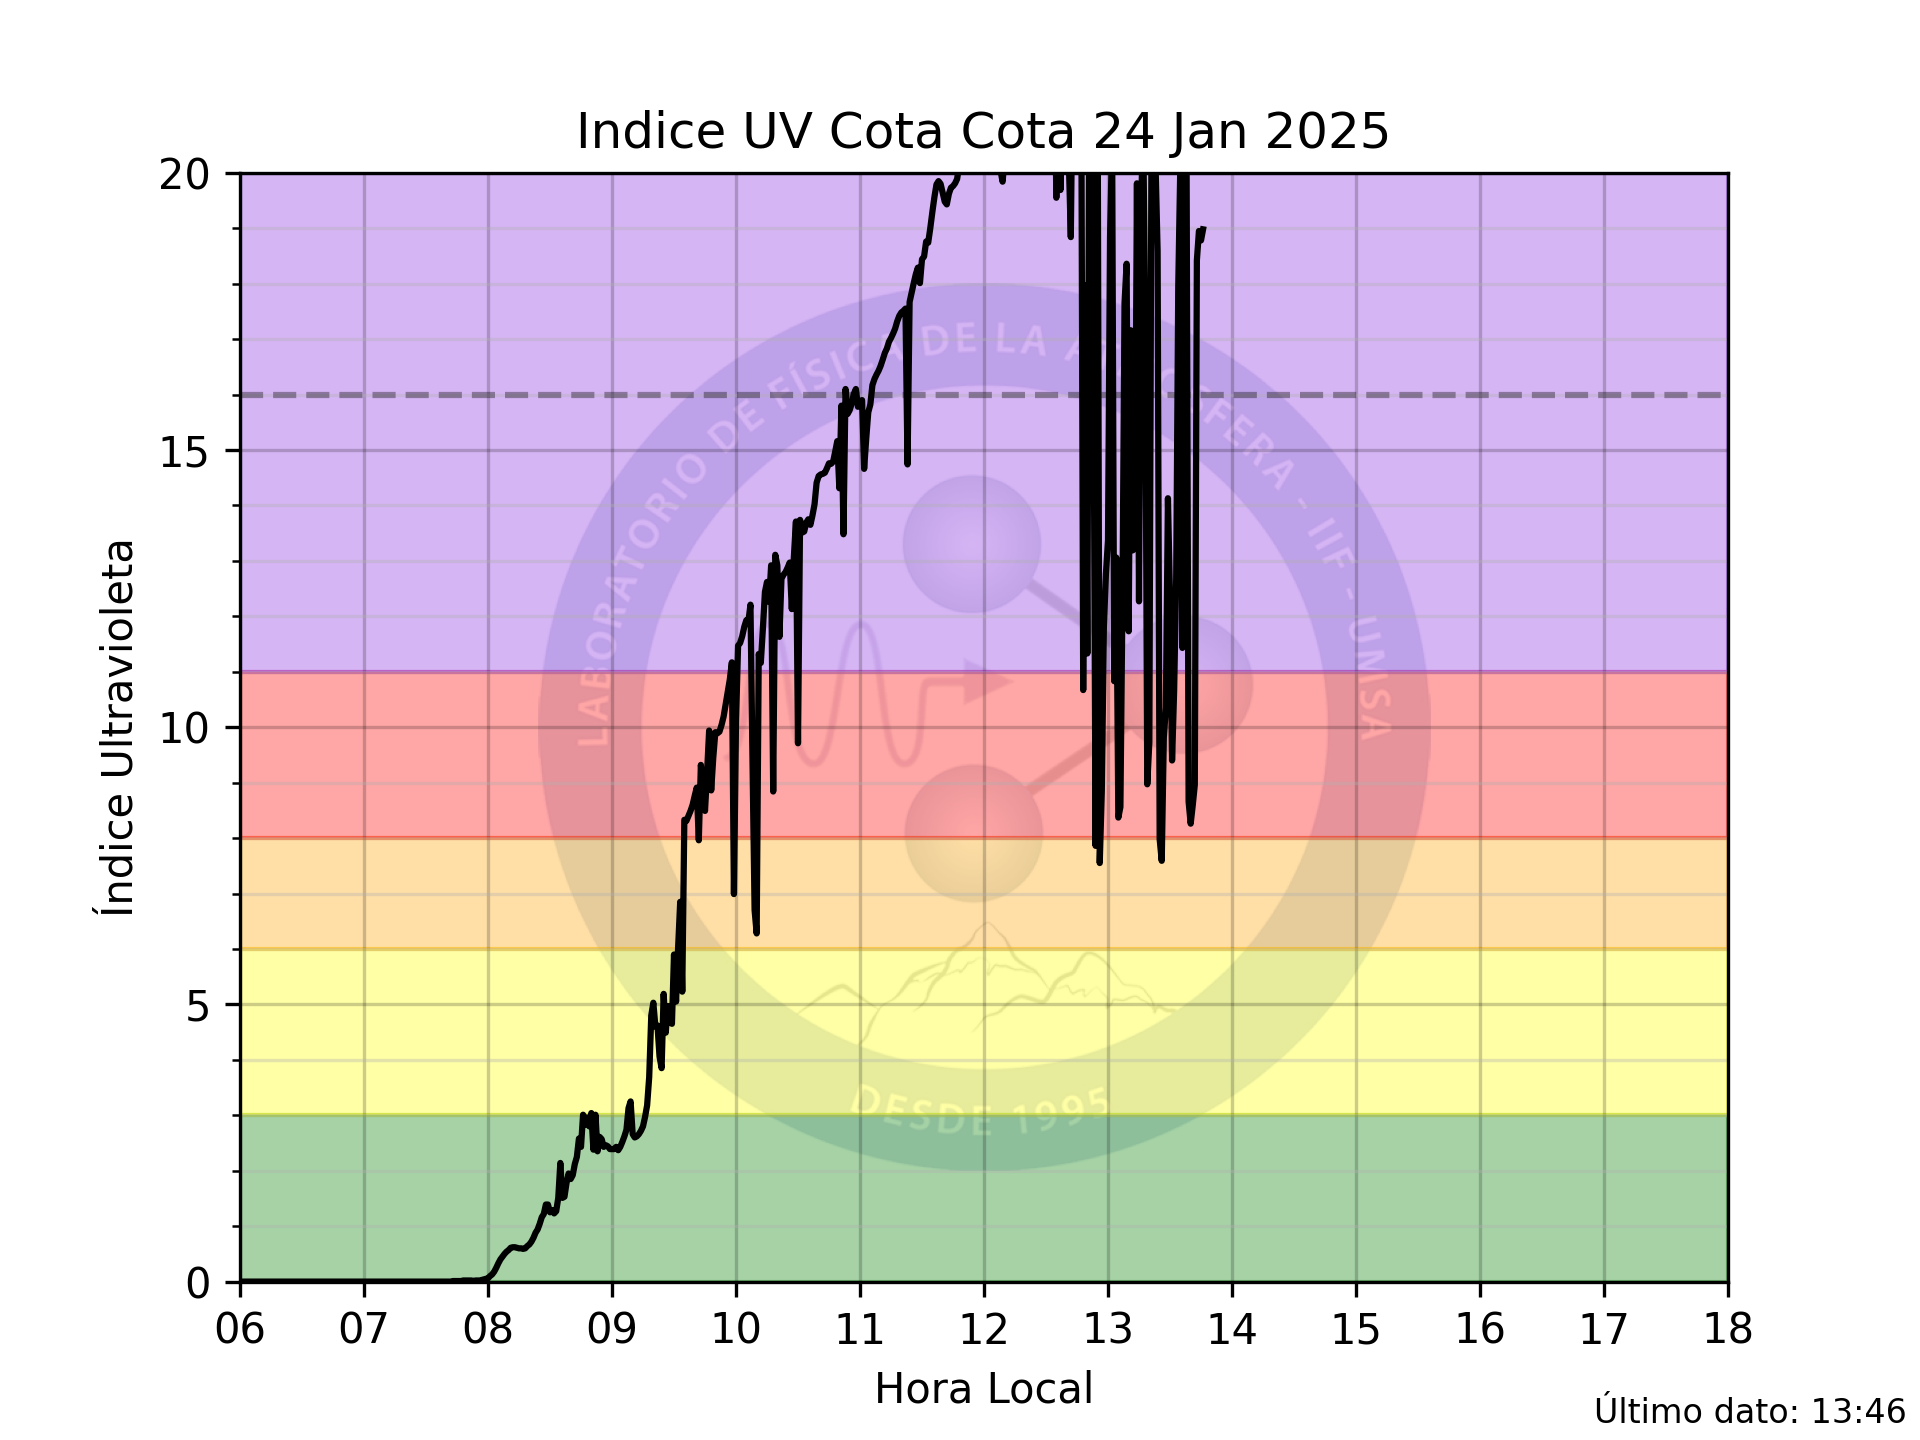 Indice UV Cota Cota 24 Jan 2025
20
15
10
5
0
Índice Ultravioleta
LABORATORIO DE FÍSICA DE LA ATMOSFERA - IIF - UMSA
DESDE 1995
06 07 08 09 10 11 12 13 14 15 16 17 18
Hora Local
Último dato: 13:46